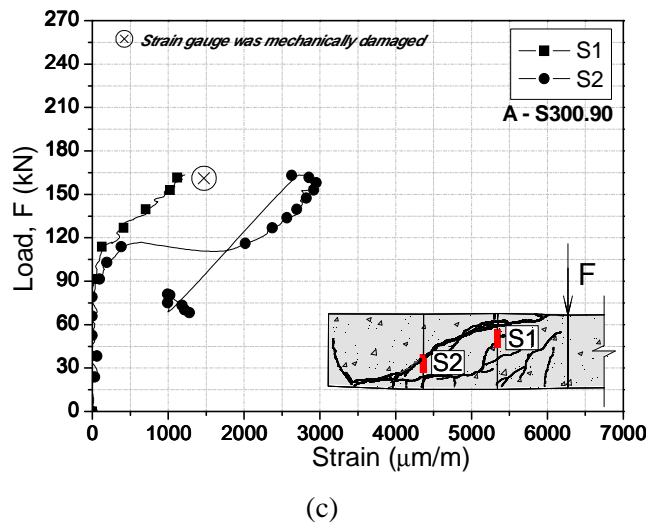 270
240
210
180
150
120
90
60
30
0
Load, F (kN)
Strain gauge was mechanically damaged
S1
S2
A - S300.90
F
S1
S2
0 1000 2000 3000 4000 5000 6000 7000
Strain (μm/m)
(c)